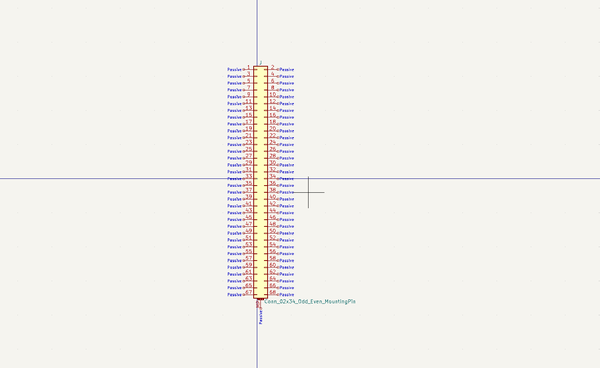 J
Passive 1 2 Passive
Passive 3 4 Passive
Passive 5 6 Passive
Passive 7 8 Passive
Passive 9 10 Passive
Passive 11 12 Passive
Passive 13 14 Passive
Passive 15 16 Passive
Passive 17 18 Passive
Passive 19 20 Passive
Passive 21 22 Passive
Passive 23 24 Passive
Passive 25 26 Passive
Passive 27 28 Passive
Passive 29 30 Passive
Passive 31 32 Passive
Passive 33 34 Passive
Passive 35 36 Passive
Passive 37 38 Passive
Passive 39 40 Passive
Passive 41 42 Passive
Passive 43 44 Passive
Passive 45 46 Passive
Passive 47 48 Passive
Passive 49 50 Passive
Passive 51 52 Passive
Passive 53 54 Passive
Passive 55 56 Passive
Passive 57 58 Passive
Passive 59 60 Passive
Passive 61 62 Passive
Passive 63 64 Passive
Passive 65 66 Passive
Passive 67 68 Passive
Conn_02x34_Odd_Even_MountingPin
Passive